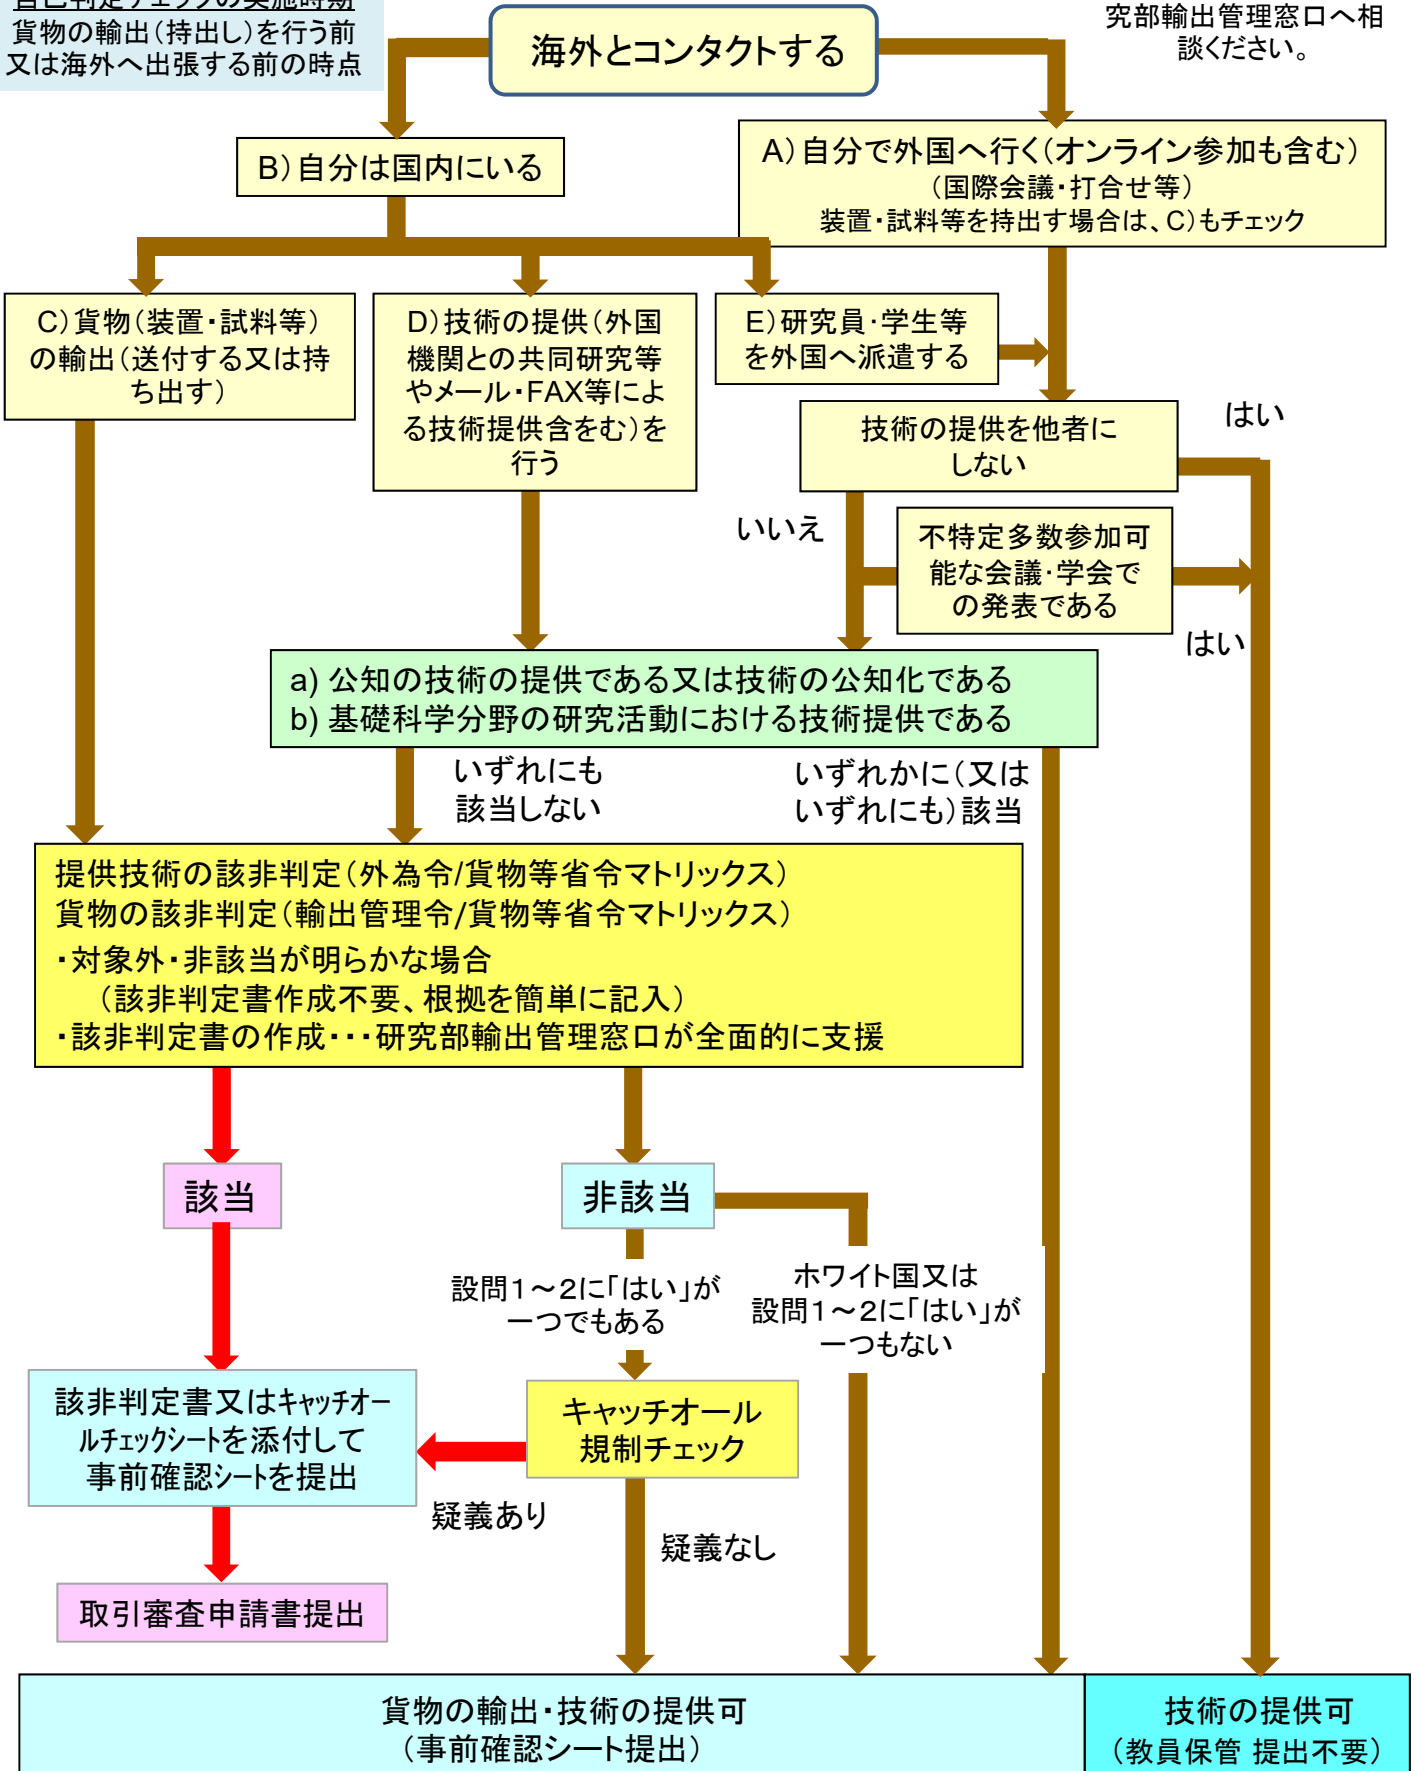 自己判定チェックの実施時期
貨物の輸出(持出し)を行う前
又は海外へ出張する前の時点
海外とコンタクトする
究部輸出管理窓口へ相
談ください。
B)自分は国内にいる
A)自分で外国へ行く(オンライン参加も含む)
(国際会議・打合せ等)
装置・試料等を持出す場合は、C)もチェック
C)貨物(装置・試料等)
の輸出(送付する又は持
ち出す)
D)技術の提供(外国
機関との共同研究等
やメール・FAX等によ
る技術提供含をむ)を
行う
E)研究員・学生等
を外国へ派遣する
技術の提供を他者に
しない
はい
いいえ
不特定多数参加可
能な会議・学会で
の発表である
はい
a) 公知の技術の提供である又は技術の公知化である
b) 基礎科学分野の研究活動における技術提供である
いずれにも
該当しない
いずれかに(又は
いずれにも)該当
提供技術の該非判定(外為令/貨物等省令マトリックス)
貨物の該非判定(輸出管理令/貨物等省令マトリックス)
・対象外・非該当が明らかな場合
(該非判定書作成不要、根拠を簡単に記入)
・該非判定書の作成・・・研究部輸出管理窓口が全面的に支援
該当
非該当
設問1~2に「はい」が
一つでもある
ホワイト国又は
設問1~2に「はい」が
一つもない
該非判定書又はキャッチオー
ルチェックシートを添付して
事前確認シートを提出
キャッチオール
規制チェック
疑義あり
疑義なし
取引審査申請書提出
貨物の輸出・技術の提供可
(事前確認シート提出)
技術の提供可
(教員保管 提出不要)